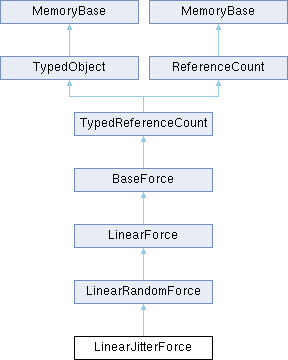 MemoryBase MemoryBase
TypedObject ReferenceCount
TypedReferenceCount
BaseForce
LinearForce
LinearRandomForce
LinearJitterForce